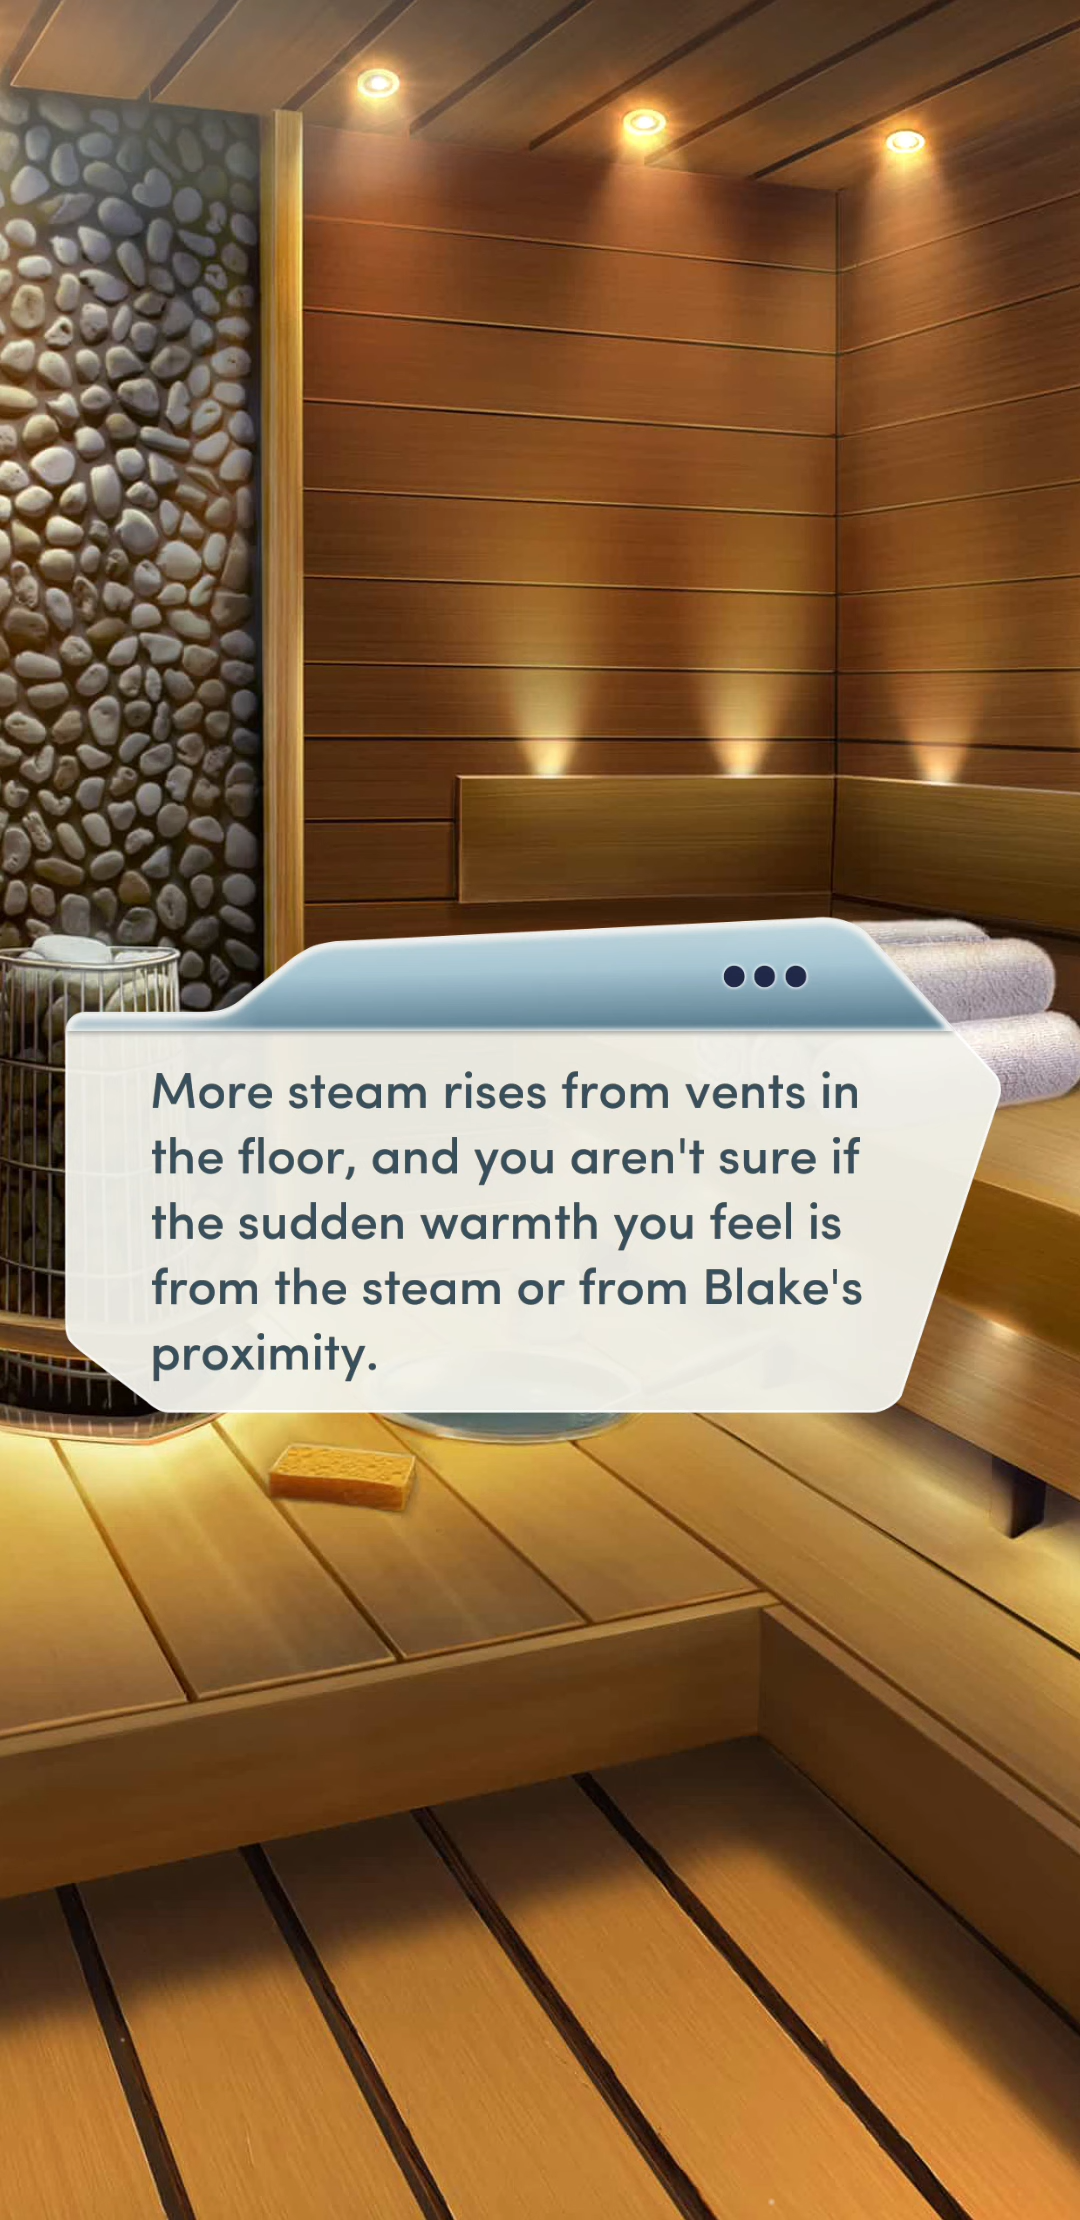 More steam rises from vents in
the floor, and you aren't sure if
the sudden warmth you feel is
from the steam or from Blake's
proximity.